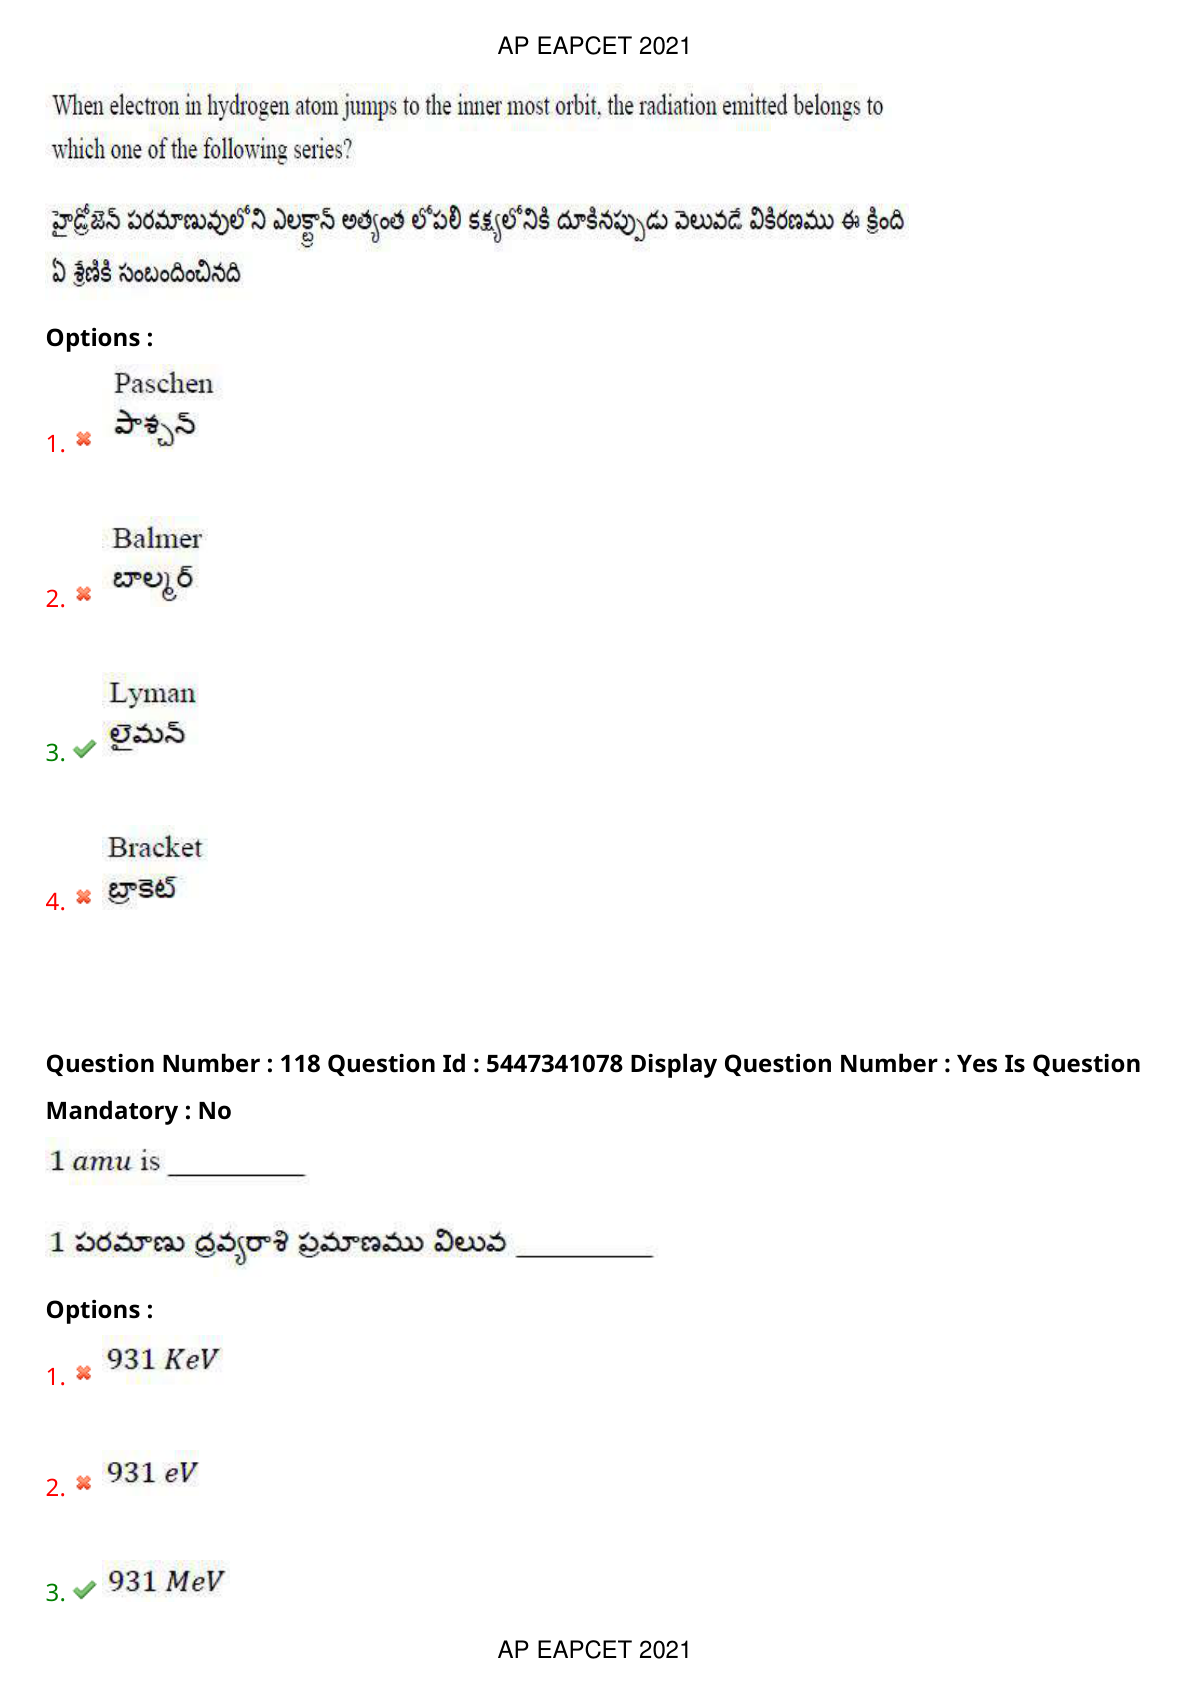 AP EAPCET 2021
When electron in hydrogen atom jumps to the inner most orbit, the radiation emitted belongs to
which one of the following series?
హైడ్రోజెన్ పరమాణువులోని ఎలక్ట్రాన్ అత్యంత లోపలి కక్ష్యలోనికి దూకినప్పుడు వెలువడే వికిరణము ఈ క్రింది
ఏ శ్రేణికి సంబందించినది
Options :
Paschen
పాశ్చన్
1.
Balmer
బాల్మర్
2.
Lyman
లైమన్
3.
Bracket
బ్రాకెట్
4.
Question Number : 118 Question Id : 5447341078 Display Question Number : Yes Is Question
Mandatory : No
1 amu is __________
1 పరమాణు ద్రవ్యరాశి ప్రమాణము విలువ __________
Options :
1. 931 KeV
2. 931 eV
3. 931 MeV
AP EAPCET 2021